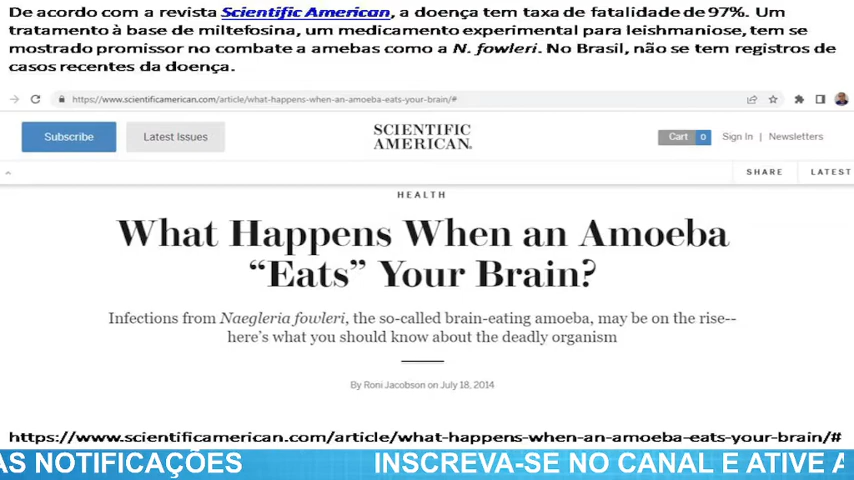 De acordo com a revista Scientific American, a doença tem taxa de fatalidade de 97%. Um
tratamento à base de miltefosina, um medicamento experimental para leishmaniose, tem se
mostrado promissor no combate a amebas como a N. fowleri. No Brasil, não se tem registros de
casos recentes da doença.
https://www.scientificamerican.com/article/what-happens-when-an-amoeba-eats-your-brain/#
Subscribe
Latest Issues
SCIENTIFIC
AMERICAN.
Cart 0
Sign In | Newsletters
SHARE
LATEST
HEALTH
What Happens When an Amoeba
“Eats” Your Brain?
Infections from Naegleria fowleri, the so-called brain-eating amoeba, may be on the rise--
here's what you should know about the deadly organism
By Roni Jacobson on July 18, 2014
https://www.scientificamerican.com/article/what-happens-when-an-amoeba-eats-your-brain/#
AS NOTIFICAÇÕES INSCREVA-SE NO CANAL E ATIVE A